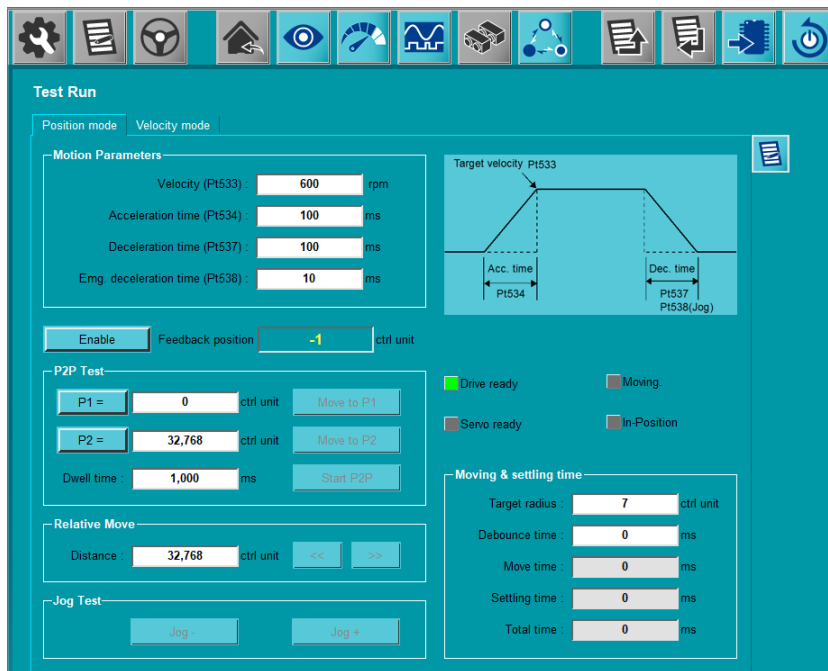 Test Run
Position mode
Velocity mode
Motion Parameters
Velocity (Pt533) : 600 rpm
Acceleration time (Pt534) : 100 ms
Deceleration time (Pt537) : 100 ms
Emg. deceleration time (Pt538) : 10 ms
Target velocity Pt533
Acc. time
Pt534
Dec. time
Pt537
Pt538(Jog)
Enable
Feedback position -1 ctrl unit
P2P Test
P1 = 0 ctrl unit Move to P1
P2 = 32,768 ctrl unit Move to P2
Dwell time : 1,000 ms Start P2P
Drive ready
Moving.
Servo ready
In-Position
Relative Move
Distance : 32,768 ctrl unit << >>
Jog Test
Jog - Jog +
Moving & settling time
Target radius : 7 ctrl unit
Debounce time : 0 ms
Move time : 0 ms
Settling time : 0 ms
Total time : 0 ms